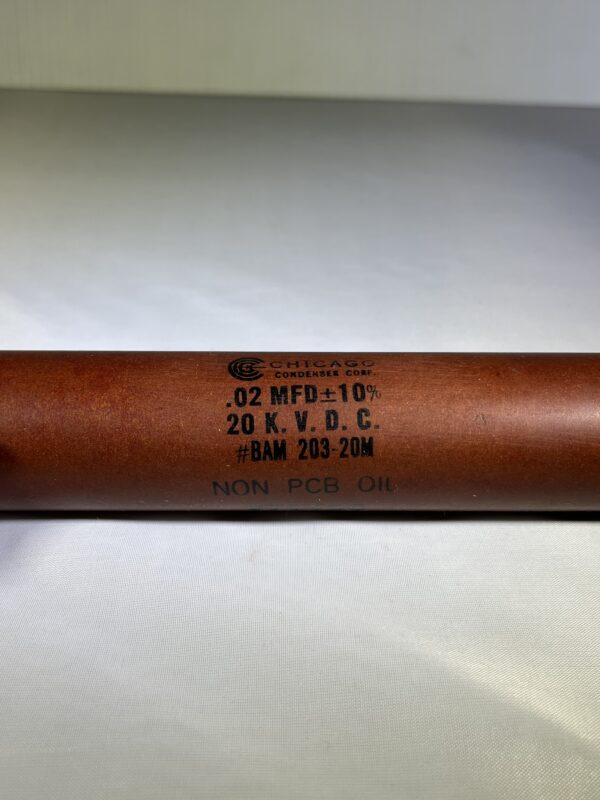 CHICAGO
CONDENSER CORP.
.02 MFD±10%
20 K. V. D. C.
#BAM 203-20M
NON PCB OIL